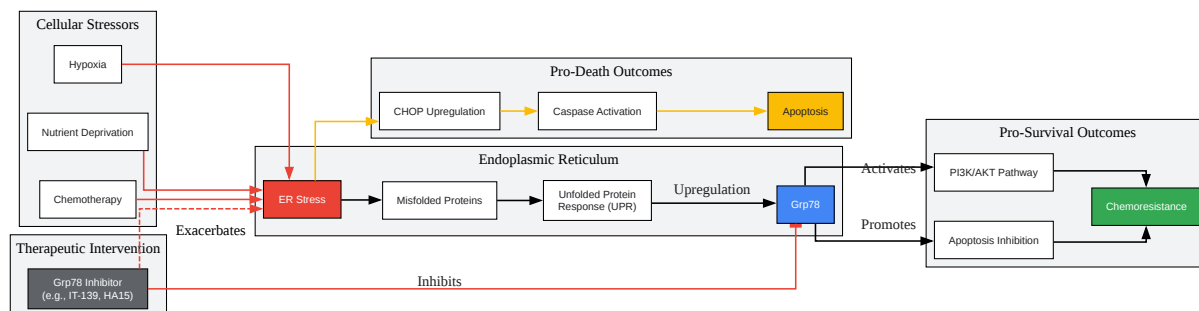 Cellular Stressors
Hypoxia
Nutrient Deprivation
Chemotherapy
Therapeutic Intervention
Grp78 Inhibitor
(e.g., IT-139, HA15)
Exacerbates
Inhibits
Pro-Death Outcomes
CHOP Upregulation
Caspase Activation
Apoptosis
Endoplasmic Reticulum
ER Stress
Misfolded Proteins
Unfolded Protein
Response (UPR)
Upregulation
Grp78
Activates
Promotes
Pro-Survival Outcomes
PI3K/AKT Pathway
Apoptosis Inhibition
Chemoresistance